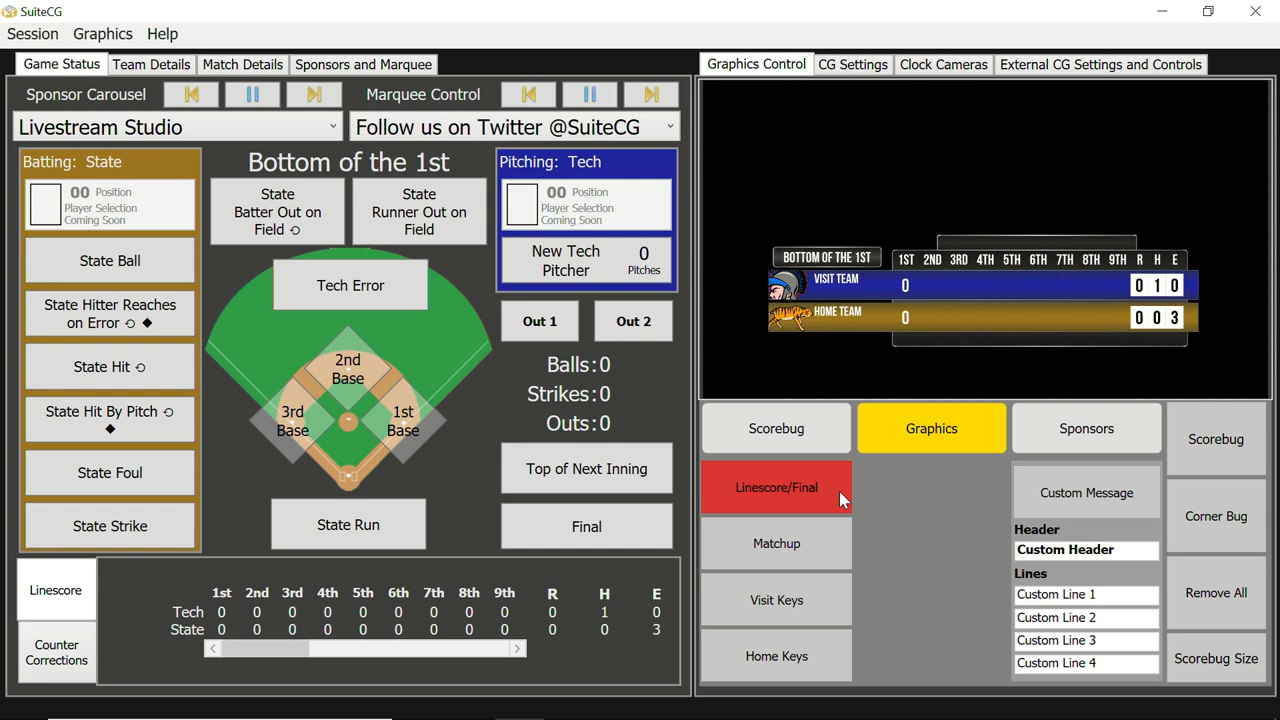 SuiteCG
Session Graphics Help
Game Status Team Details Match Details Sponsors and Marquee
Sponsor Carousel Marquee Control
Livestream Studio Follow us on Twitter @SuiteCG
Batting: State
00 Position
Player Selection
Coming Soon
State Ball
State Hitter Reaches
on Error ⟲ ◆
State Hit ⟲
State Hit By Pitch ⟲
◆
State Foul
State Strike
Bottom of the 1st
State
Batter Out on
Field ⟲
State
Runner Out on
Field
Tech Error
2nd
Base
3rd
Base
1st
Base
State Run
Pitching: Tech
00 Position
Player Selection
Coming Soon
New Tech
Pitcher
0
Pitches
Out 1 Out 2
Balls:0
Strikes:0
Outs:0
Top of Next Inning
Final
Linescore
Counter
Corrections
1st 2nd 3rd 4th 5th 6th 7th 8th 9th R H E
Tech 0 0 0 0 0 0 0 0 0 0 1 0
State 0 0 0 0 0 0 0 0 0 0 0 3
Graphics Control CG Settings Clock Cameras External CG Settings and Controls
BOTTOM OF THE 1ST 1ST 2ND 3RD 4TH 5TH 6TH 7TH 8TH 9TH R H E
VISIT TEAM 0 0 1 0
HOME TEAM 0 0 0 3
Scorebug Graphics Sponsors
Linescore/Final
Matchup
Visit Keys
Home Keys
Custom Message
Header
Custom Header
Lines
Custom Line 1
Custom Line 2
Custom Line 3
Custom Line 4
Scorebug
Corner Bug
Remove All
Scorebug Size